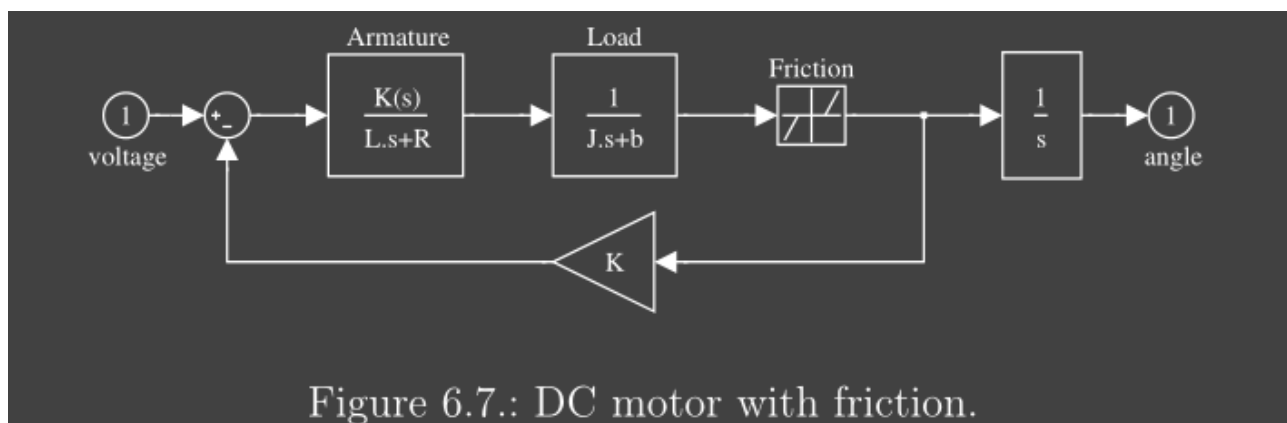 Armature
Load
Friction
1
voltage
+
-
K(s)
L.s+R
1
J.s+b
1
s
1
angle
K
Figure 6.7.: DC motor with friction.